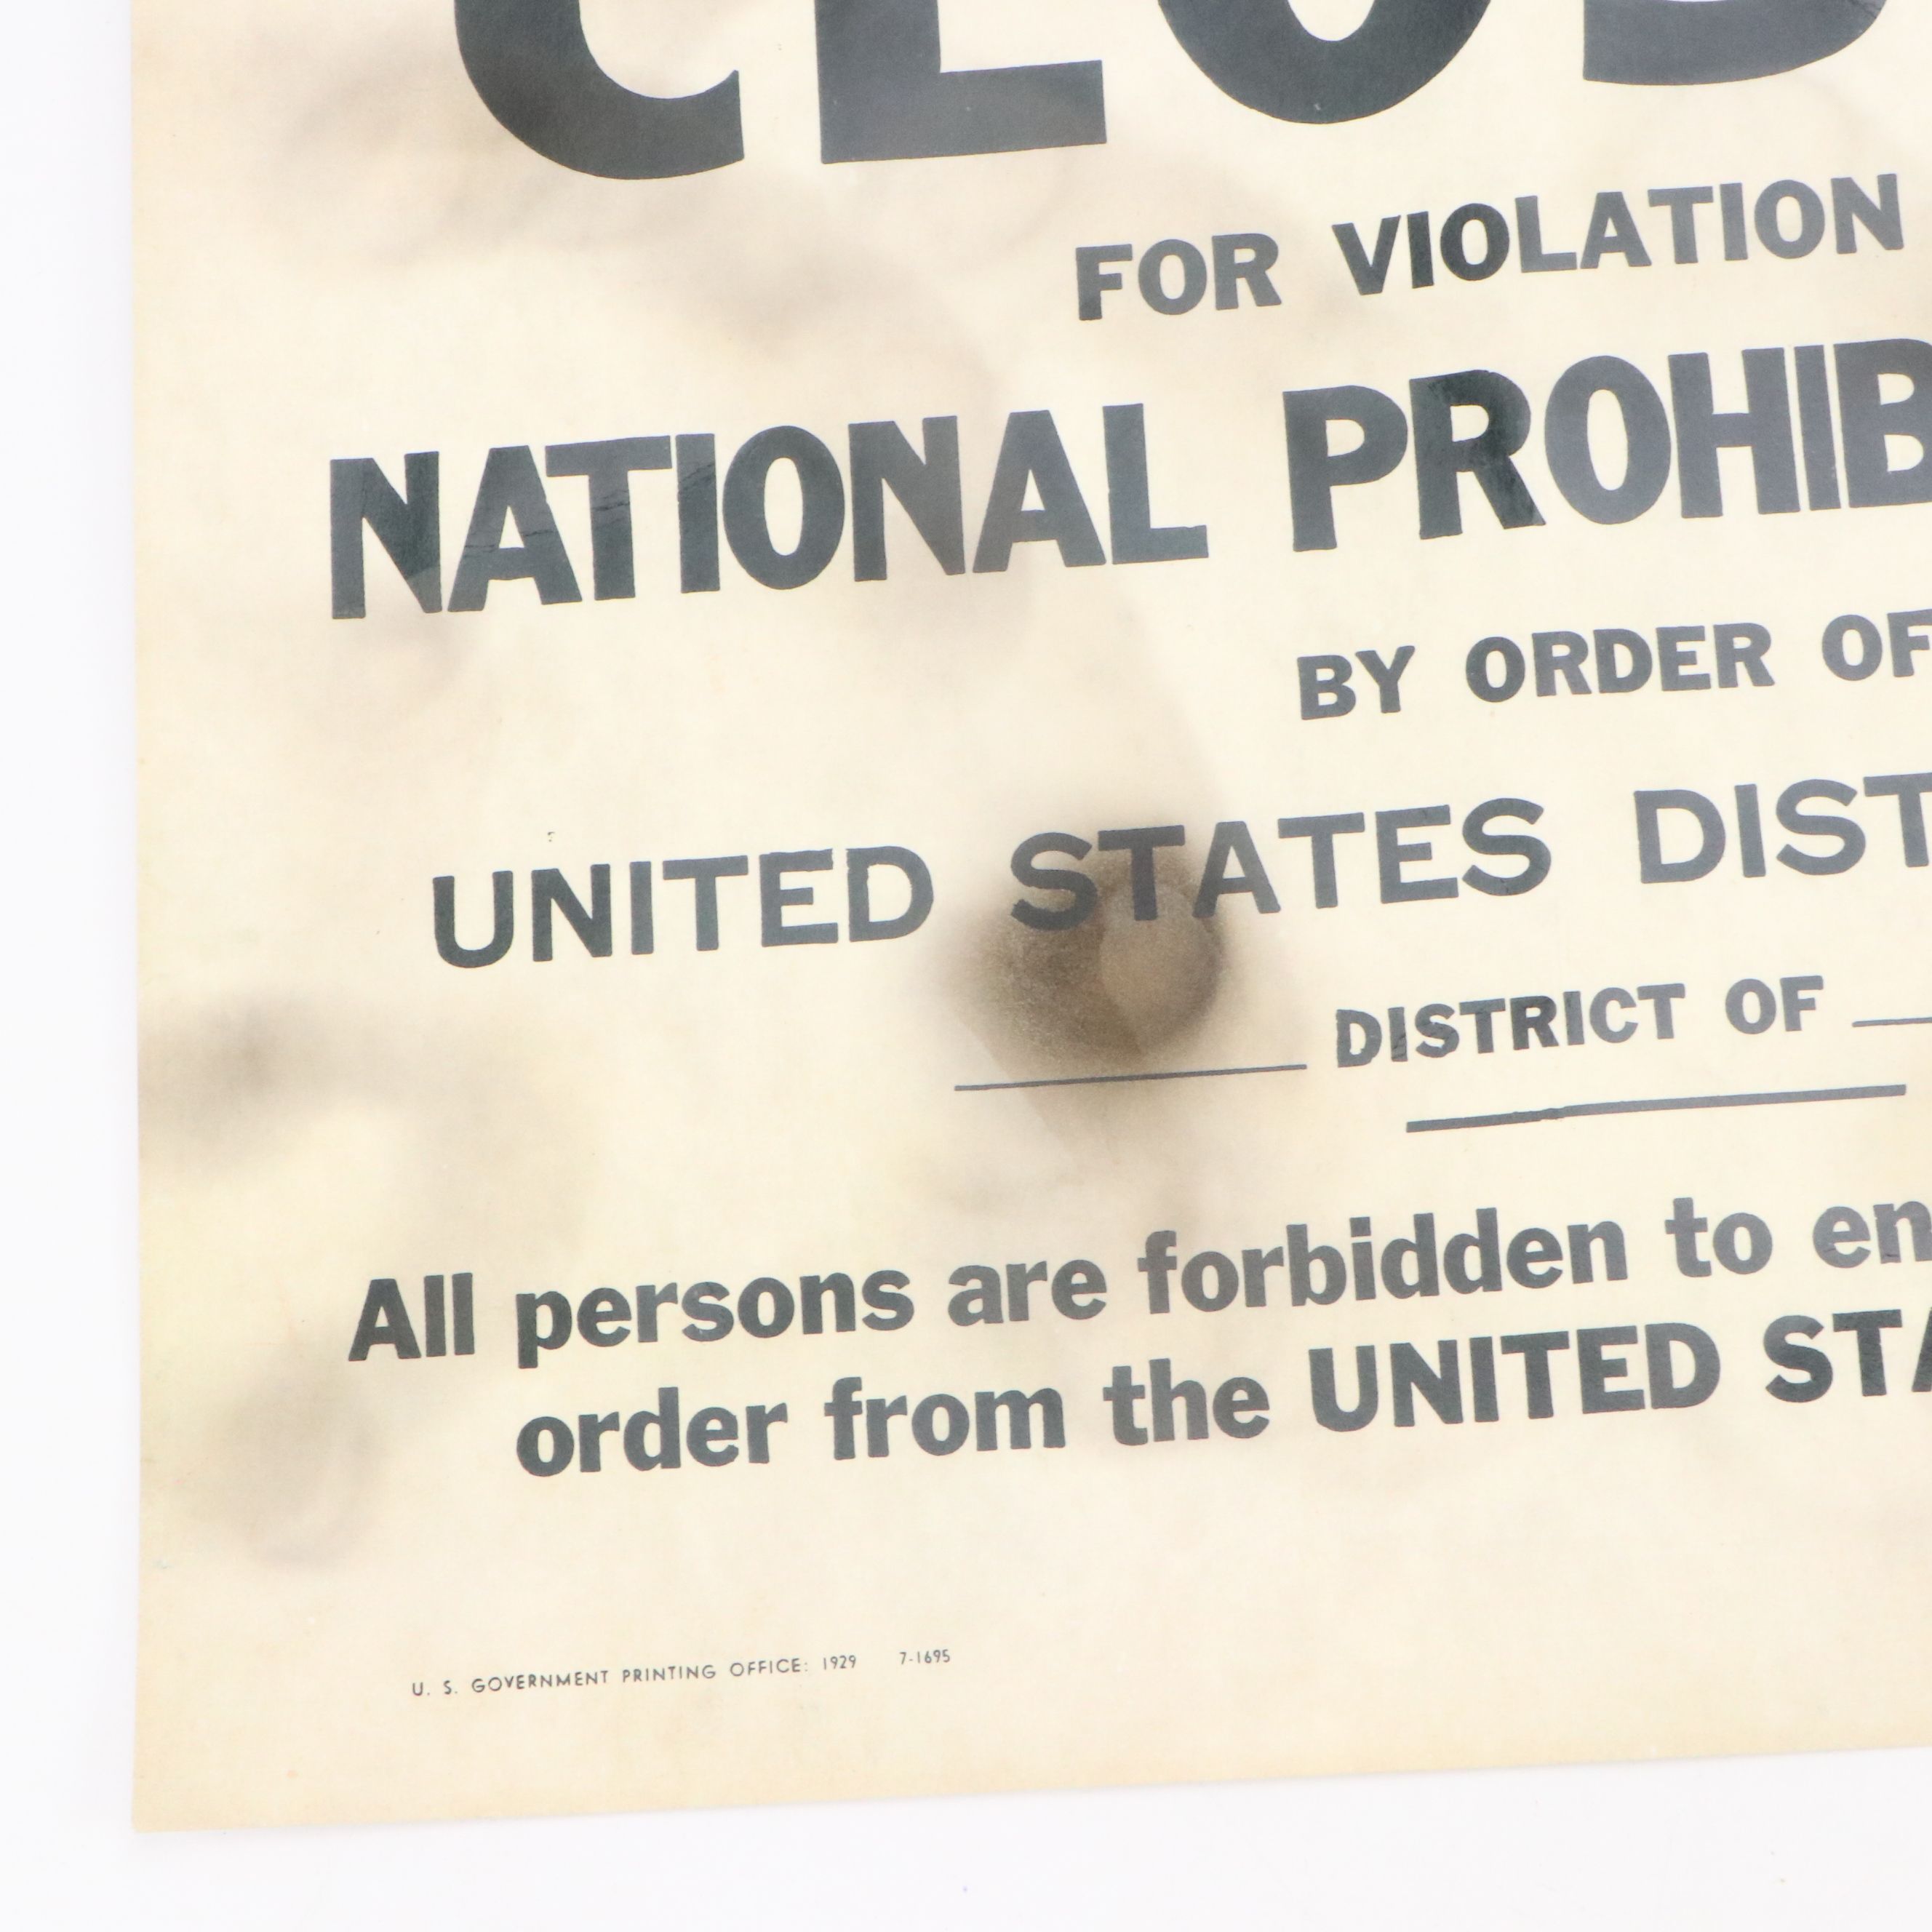 CLOS
FOR VIOLATION
NATIONAL PROHIB
BY ORDER OF
UNITED STATES DIST
DISTRICT OF
All persons are forbidden to en
order from the UNITED STA
U. S. GOVERNMENT PRINTING OFFICE: 1929 7-1695